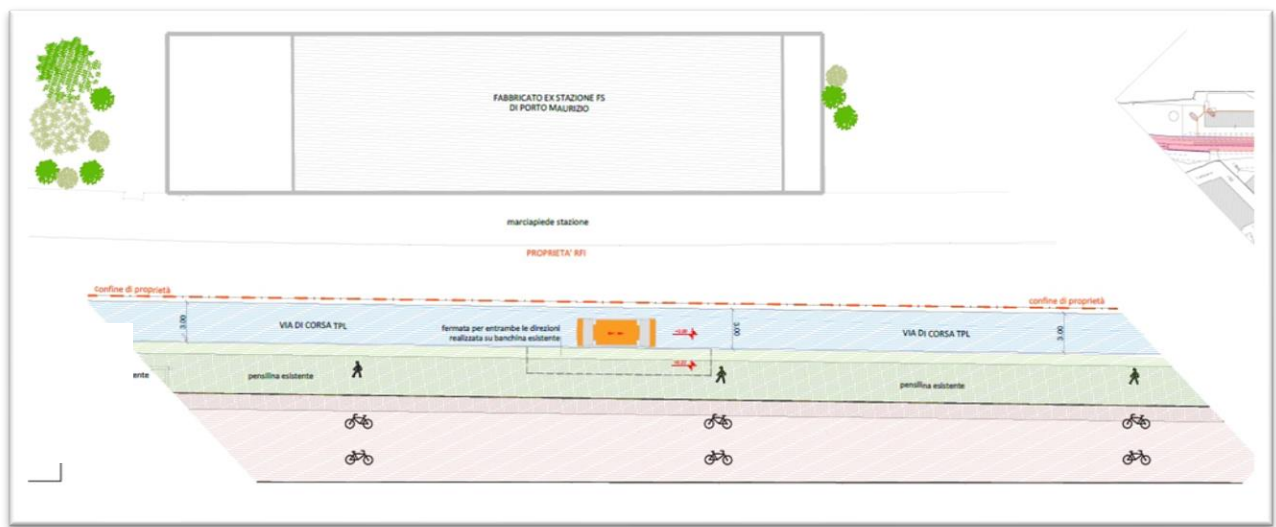 FABBRICATO EX STAZIONE FS
DI PORTO MAURIZIO
marciapiede stazione
PROPRIETA' RFI
confine di proprietà
confine di proprietà
3.00
VIA DI CORSA TPL
fermata per entrambe le direzioni
realizzata su banchina esistente
3.00
VIA DI CORSA TPL
3.00
ente
pensilina esistente
pensilina esistente